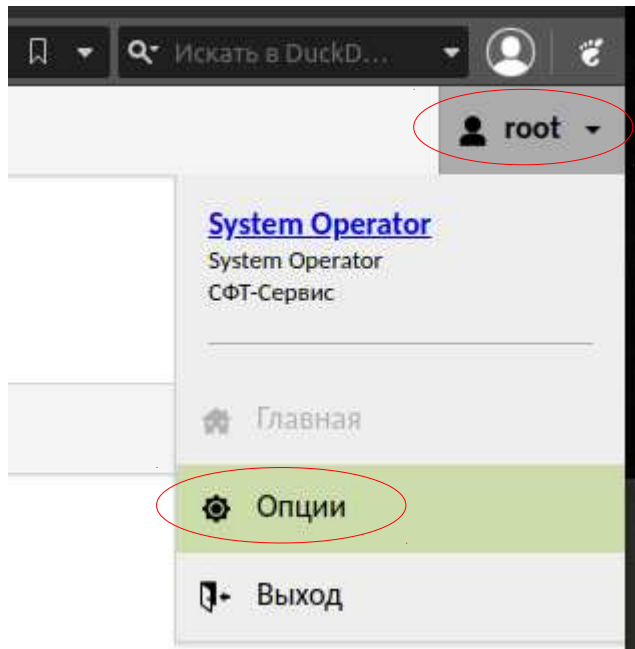 Искать в DuckD...
root
System Operator
System Operator
СФТ-Сервис
Главная
Опции
Выход